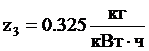 z₃ = 0.325 кг/(кВт · ч)